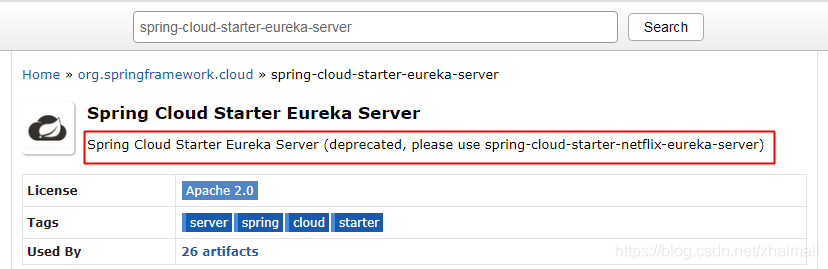 spring-cloud-starter-eureka-server
Search
Home » org.springframework.cloud » spring-cloud-starter-eureka-server
Spring Cloud Starter Eureka Server
Spring Cloud Starter Eureka Server (deprecated, please use spring-cloud-starter-netflix-eureka-server)
License
Apache 2.0
Tags
server spring cloud starter
Used By
26 artifacts
https://blog.csdn.net/xhaimail